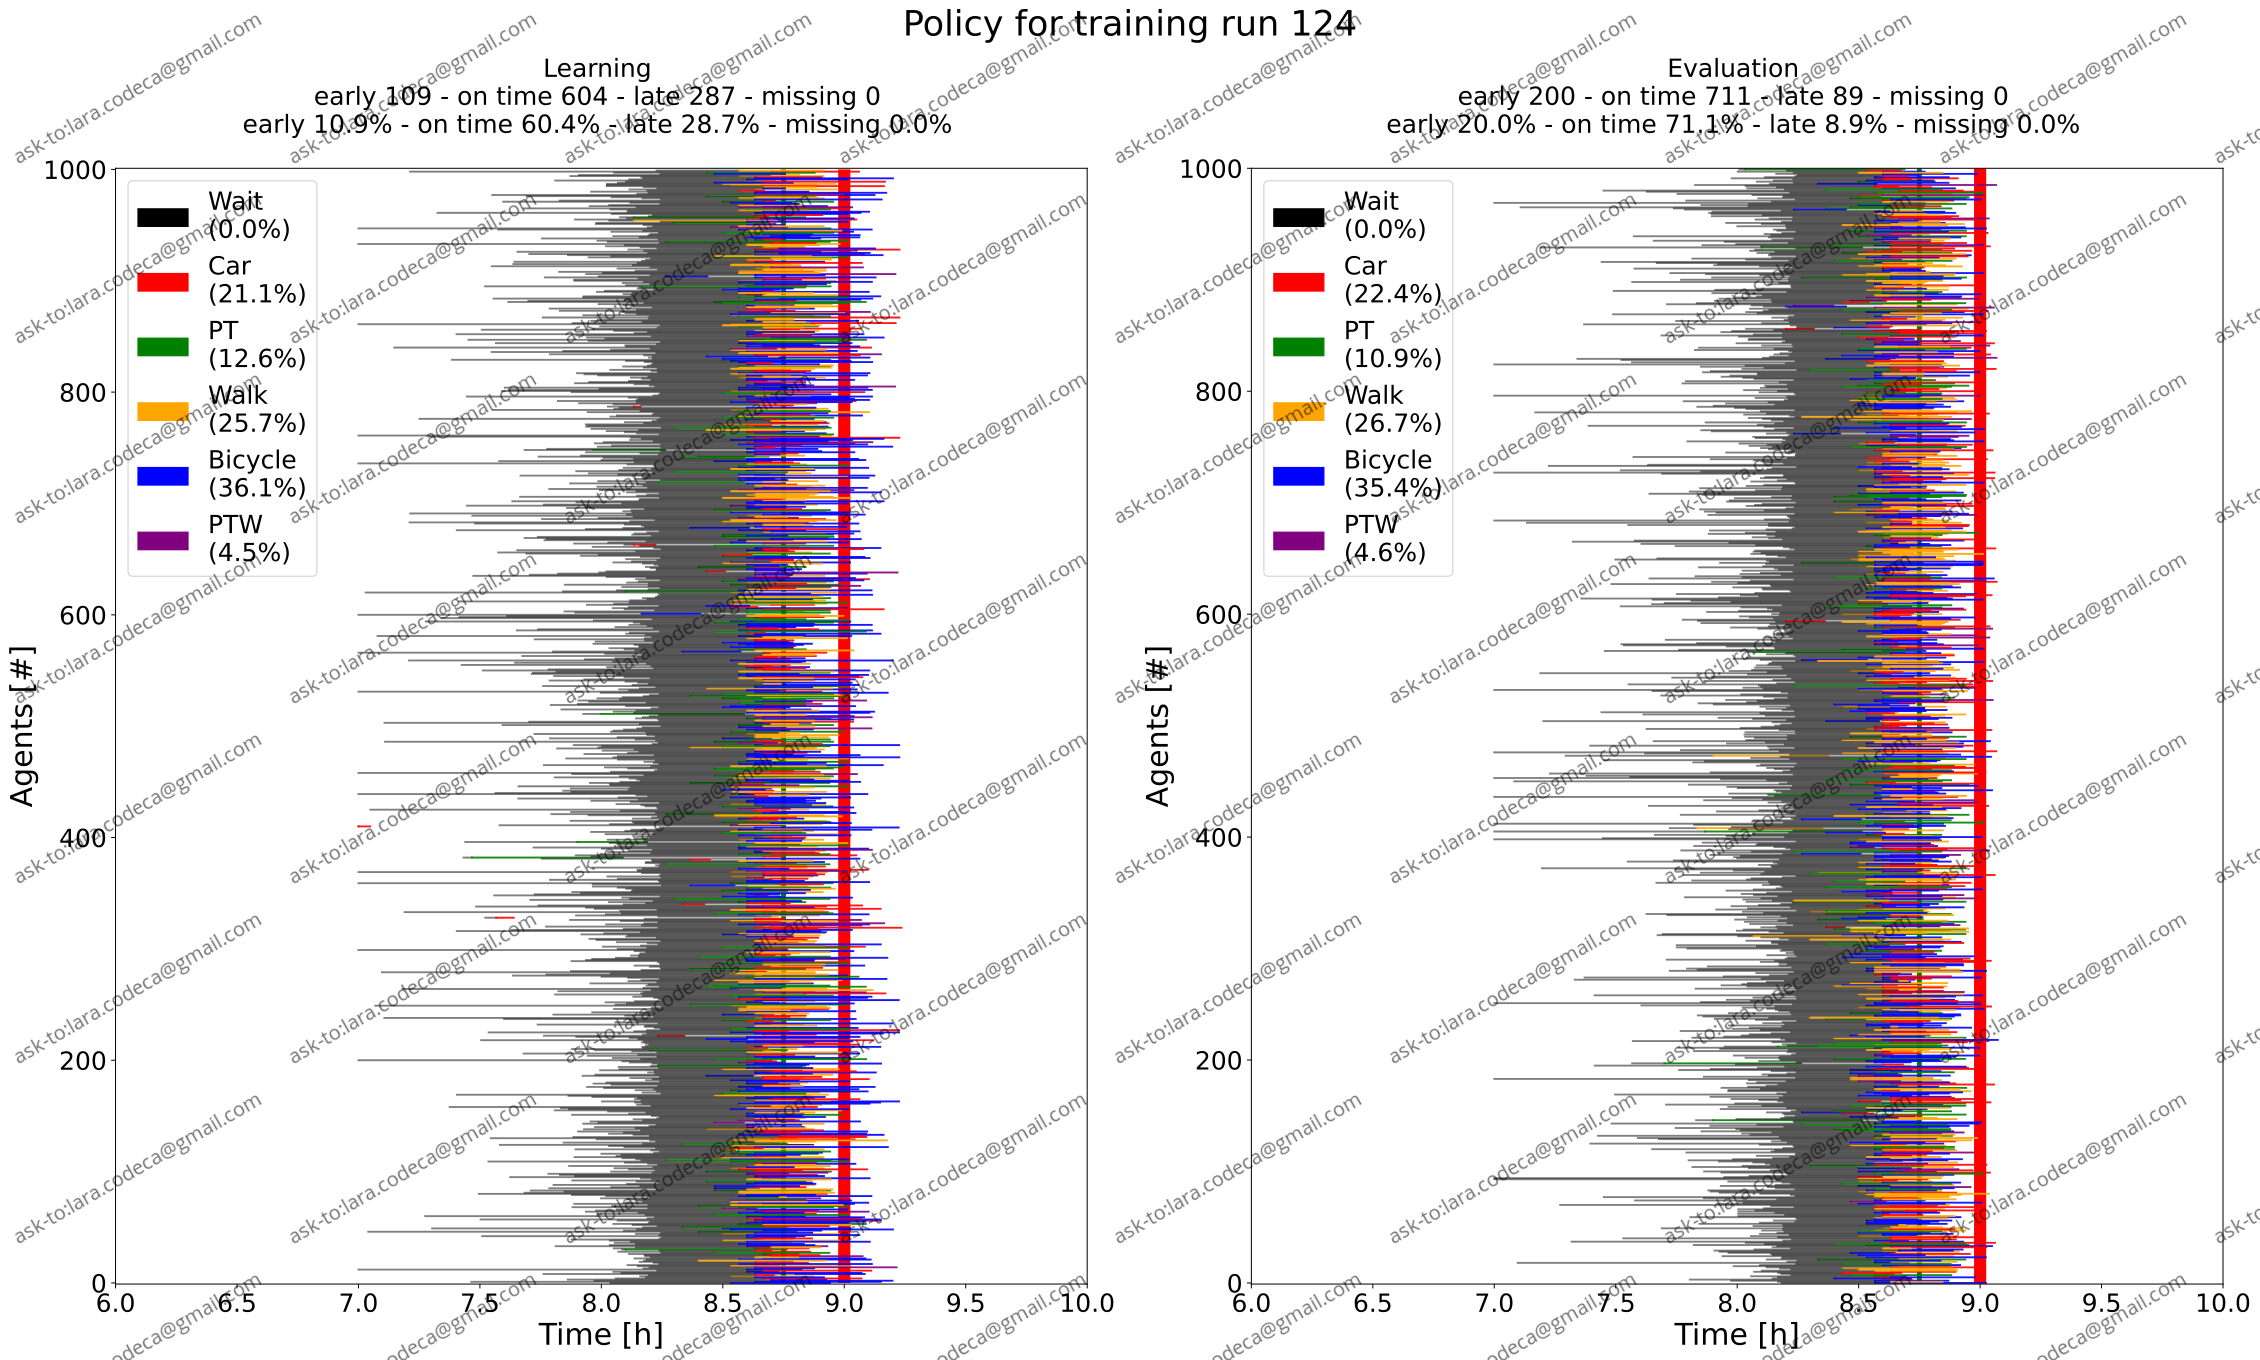 Policy for training run 124
Learning
early 109 - on time 604 - late 287 - missing 0
early 10.9% - on time 60.4% - late 28.7% - missing 0.0%
Wait
(0.0%)
Car
(21.1%)
PT
(12.6%)
Walk
(25.7%)
Bicycle
(36.1%)
PTW
(4.5%)
Agents [#]
1000
800
600
400
200
0
6.0 6.5 7.0 7.5 8.0 8.5 9.0 9.5 10.0
Time [h]
Evaluation
early 200 - on time 711 - late 89 - missing 0
early 20.0% - on time 71.1% - late 8.9% - missing 0.0%
Wait
(0.0%)
Car
(22.4%)
PT
(10.9%)
Walk
(26.7%)
Bicycle
(35.4%)
PTW
(4.6%)
Agents [#]
1000
800
600
400
200
0
6.0 6.5 7.0 7.5 8.0 8.5 9.0 9.5 10.0
Time [h]
ask-to:lara.codeca@gmail.com